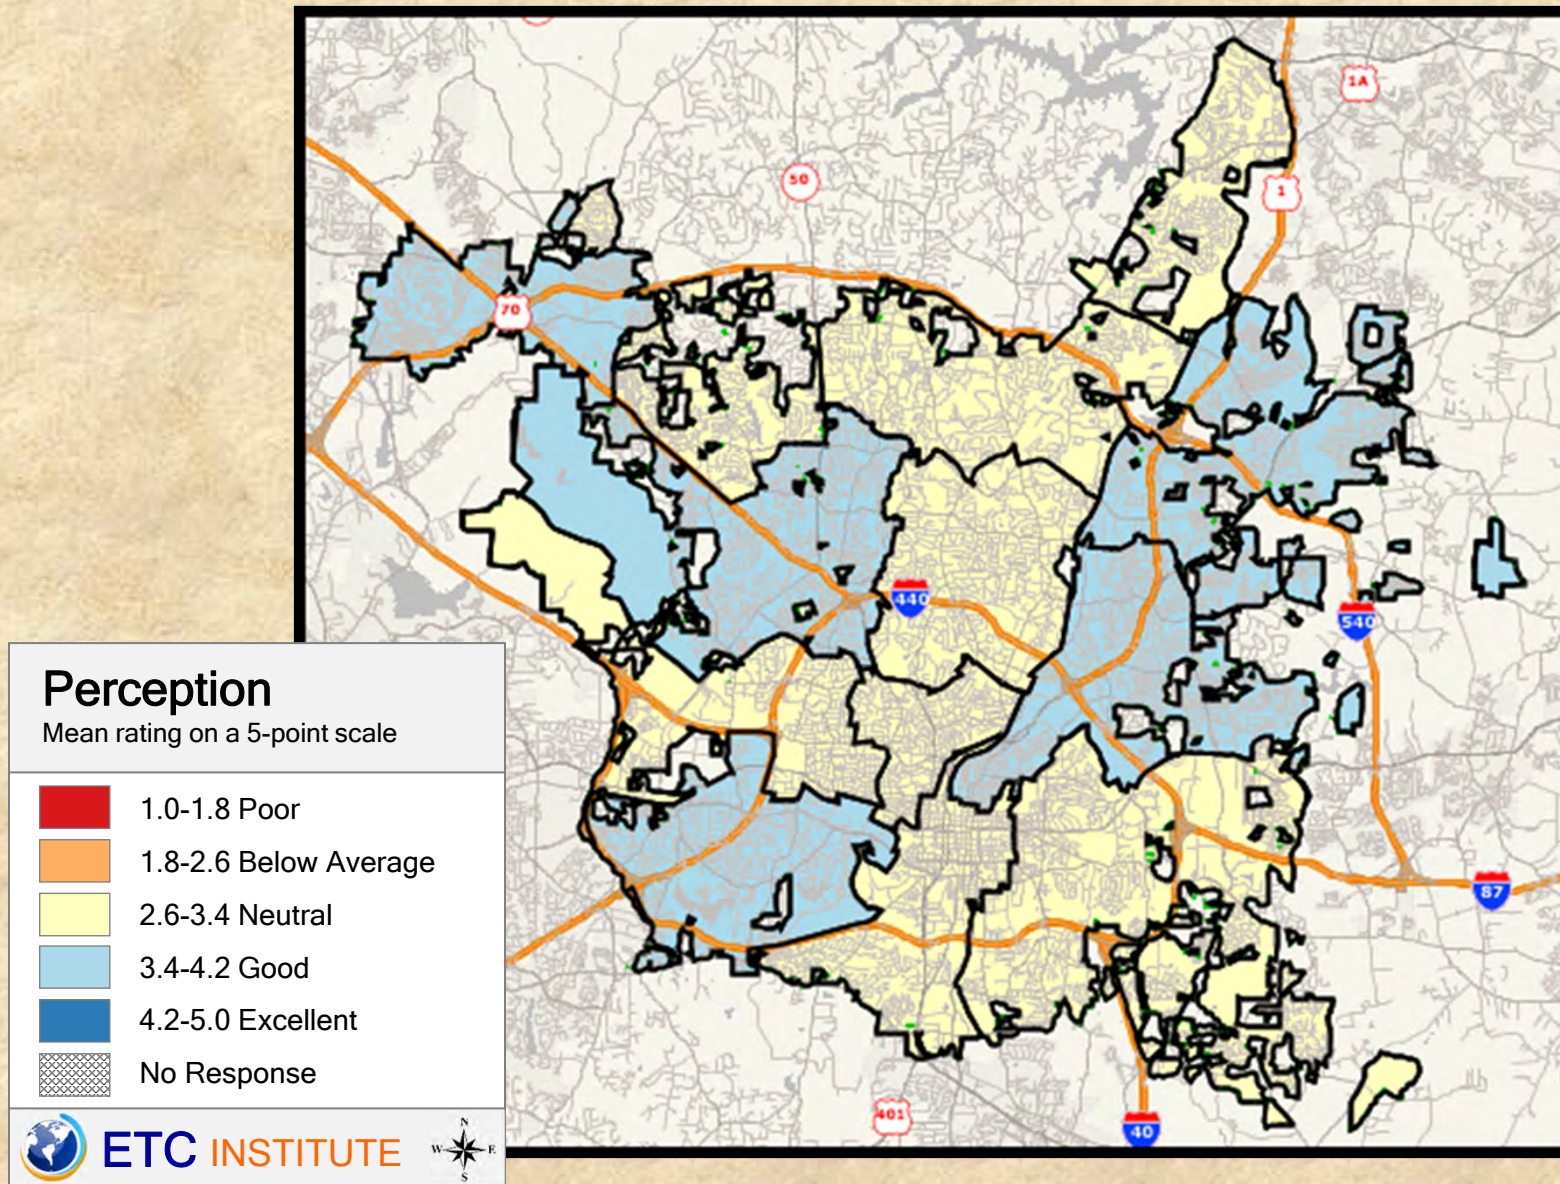 1A
50
1
70
440
540
87
401
40
Perception
Mean rating on a 5-point scale
1.0-1.8 Poor
1.8-2.6 Below Average
2.6-3.4 Neutral
3.4-4.2 Good
4.2-5.0 Excellent
No Response
ETC INSTITUTE
N
W E
S